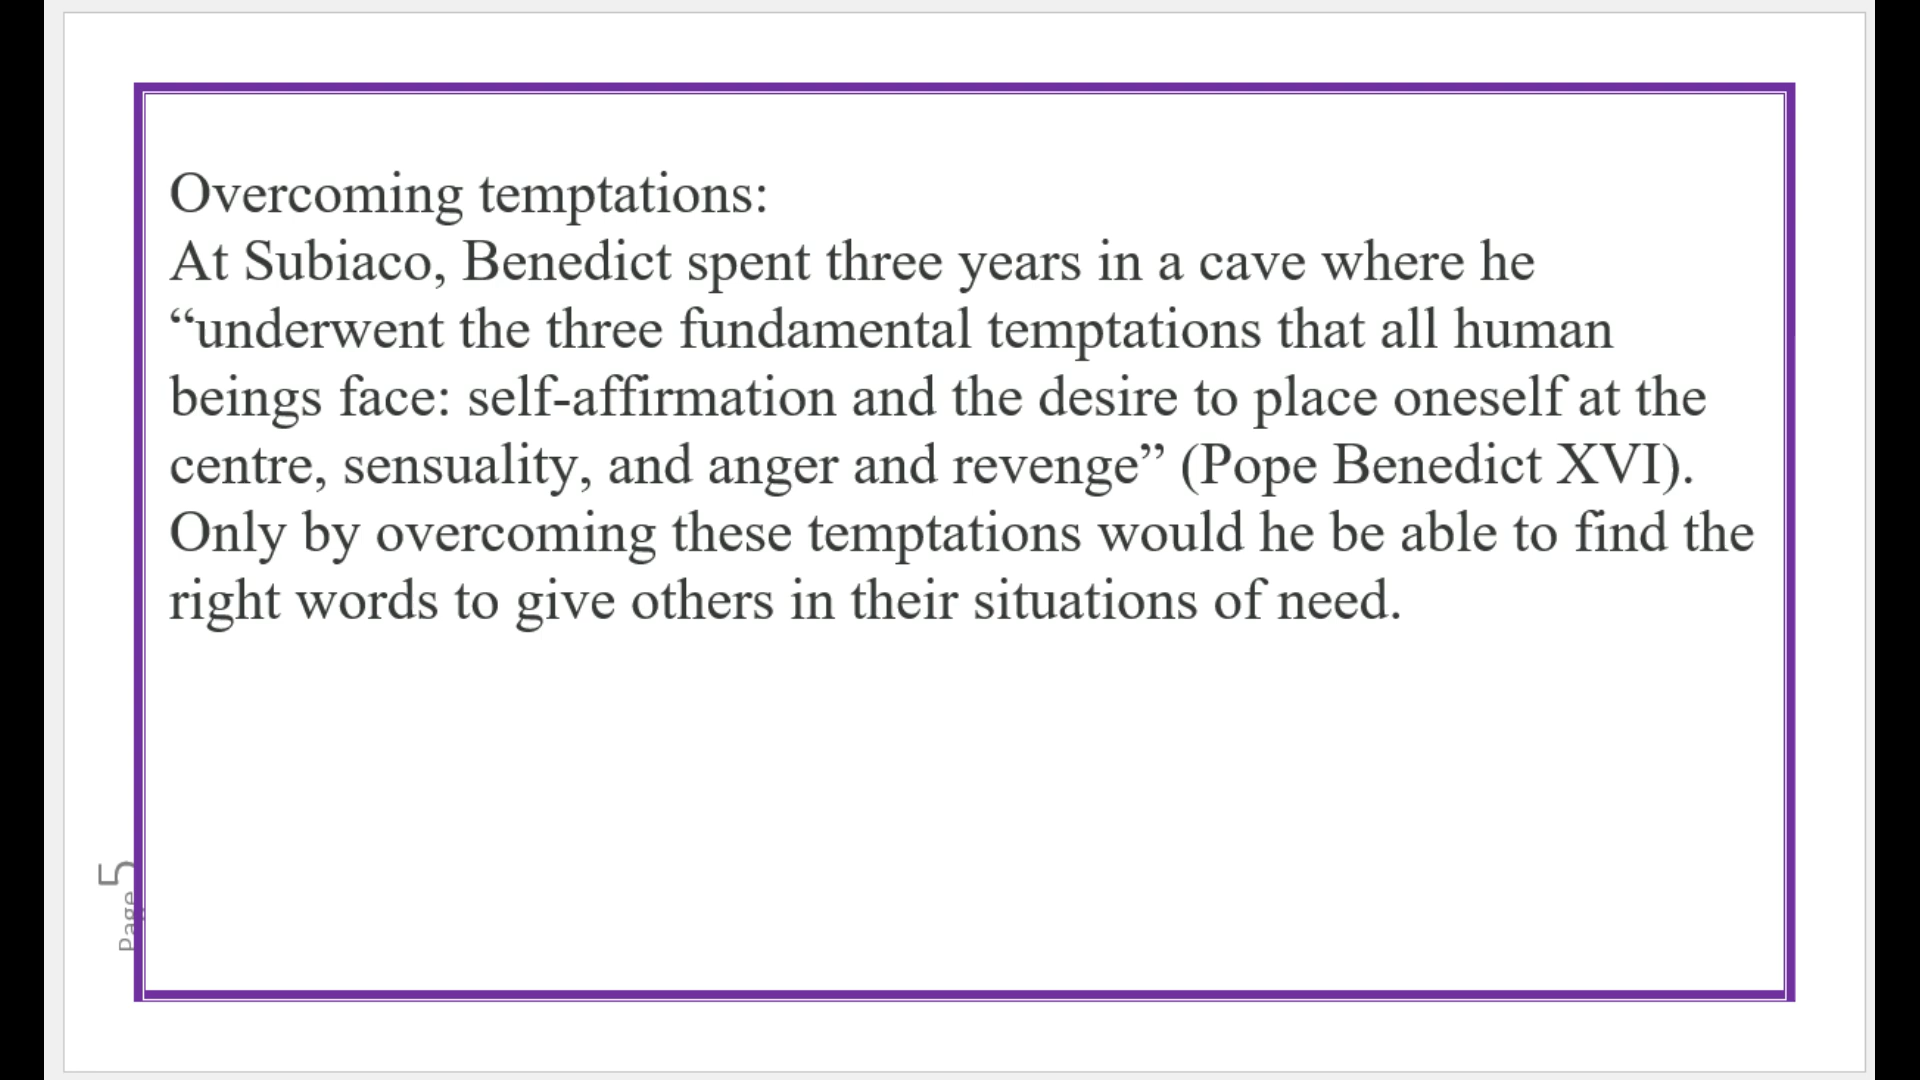 Overcoming temptations:
At Subiaco, Benedict spent three years in a cave where he
“underwent the three fundamental temptations that all human
beings face: self-affirmation and the desire to place oneself at the
centre, sensuality, and anger and revenge” (Pope Benedict XVI).
Only by overcoming these temptations would he be able to find the
right words to give others in their situations of need.
Page 5